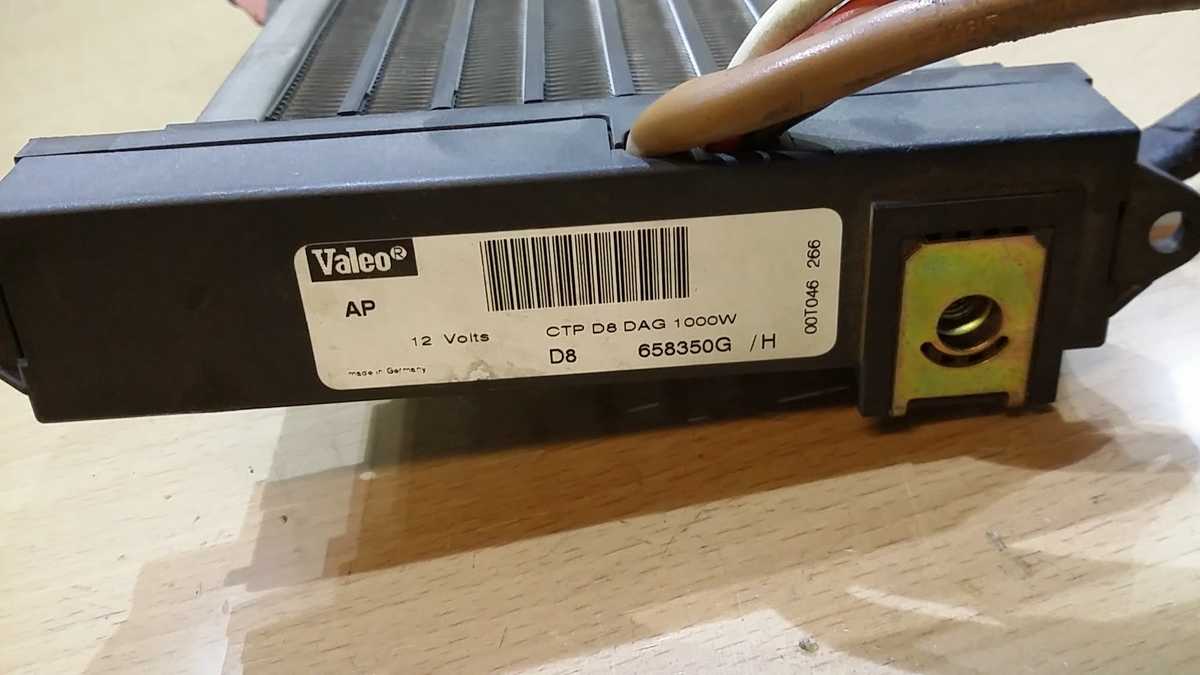 Valeo®
AP
12 Volts
CTP D8 DAG 1000W
D8 658350G /H
made in Germany
00T046 266